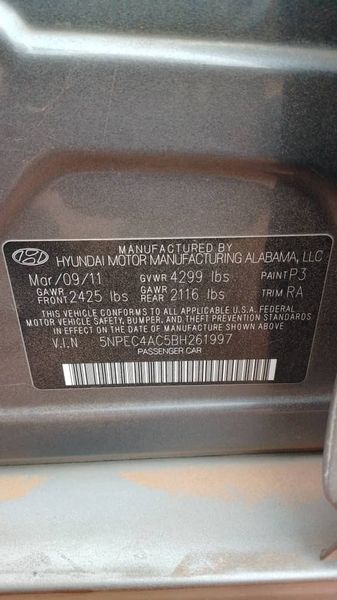 MANUFACTURED BY
HYUNDAI MOTOR MANUFACTURING ALABAMA, LLC
Mar/09/11 GVWR 4299 lbs PAINT P3
GAWR FRONT 2425 lbs GAWR REAR 2116 lbs TRIM RA
THIS VEHICLE CONFORMS TO ALL APPLICABLE U.S.A. FEDERAL
MOTOR VEHICLE SAFETY, BUMPER, AND THEFT PREVENTION
STANDARDS IN EFFECT ON THE DATE OF MANUFACTURE SHOWN ABOVE.
V.I.N 5NPEC4AC5BH261997
PASSENGER CAR